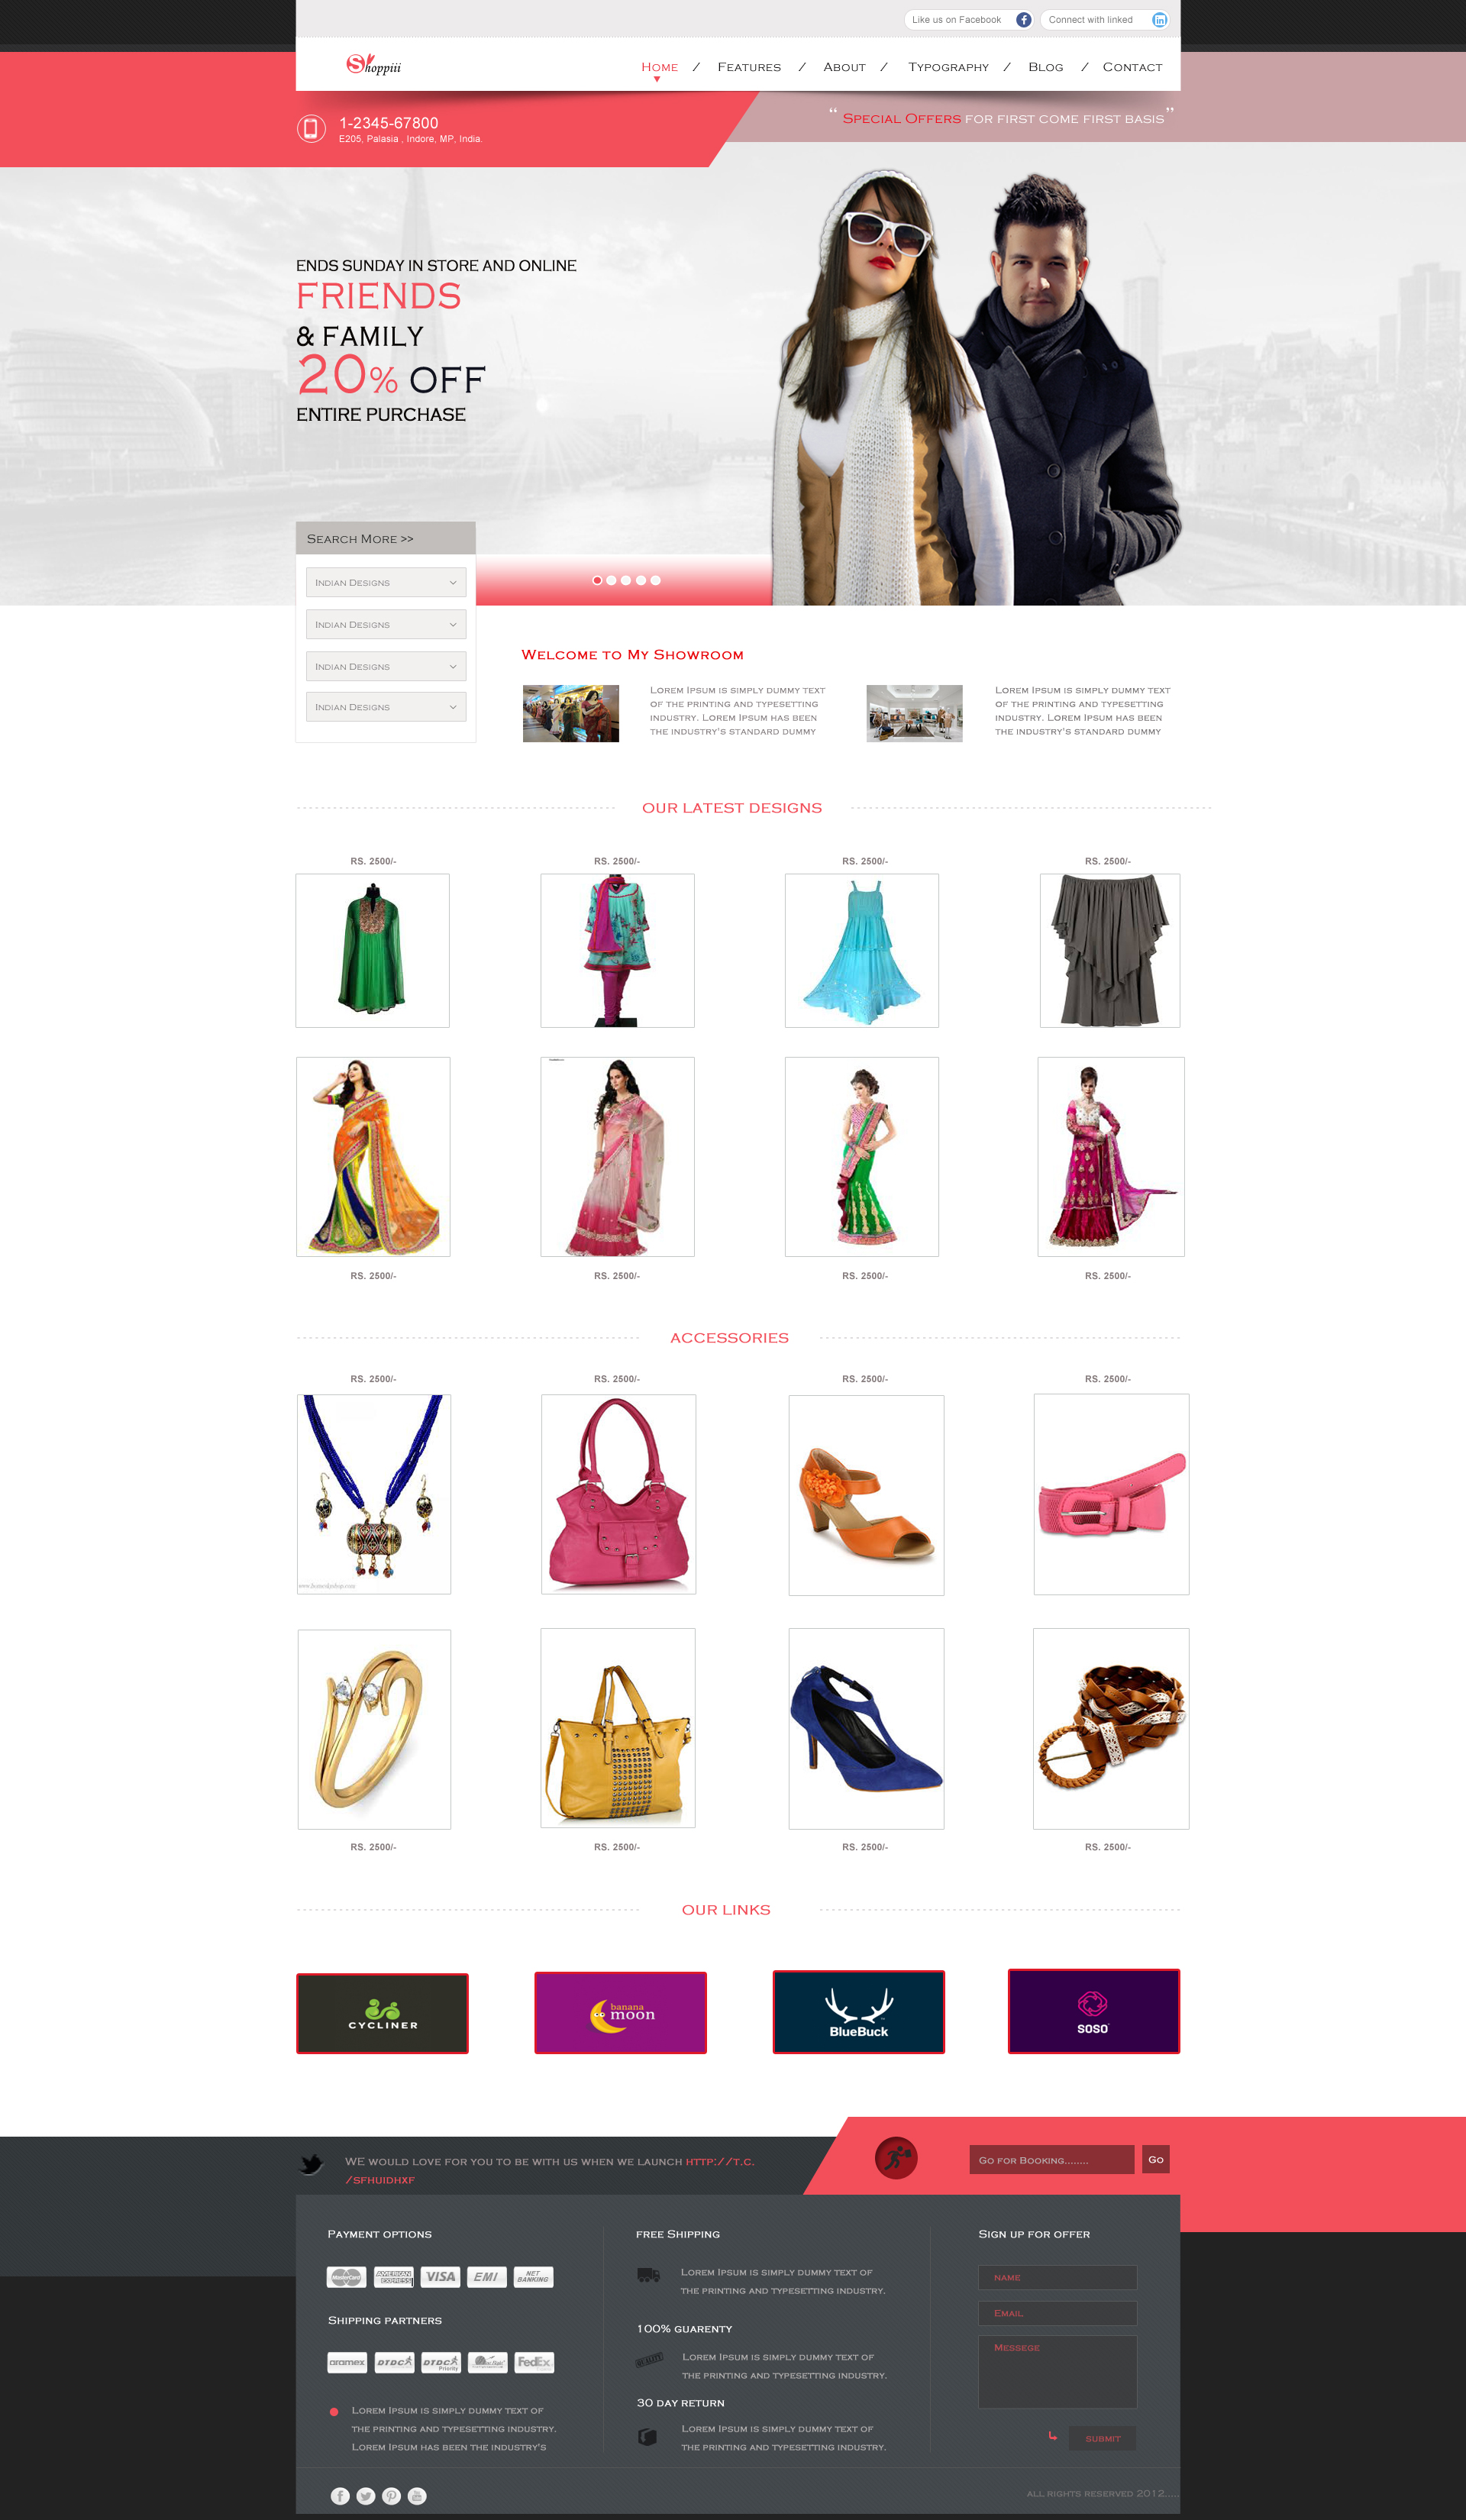 Like us on Facebook
Connect with linked
Shoppiii
Home / Features / About / Typography / Blog / Contact
1-2345-67800
E205, Palasia , Indore, MP, India.
“ Special Offers for first come first basis ”
ENDS SUNDAY IN STORE AND ONLINE
FRIENDS
& FAMILY
20% OFF
ENTIRE PURCHASE
Search More >>
Indian Designs
Indian Designs
Indian Designs
Indian Designs
Welcome to My Showroom
Lorem Ipsum is simply dummy text
of the printing and typesetting
industry. Lorem Ipsum has been
the industry's standard dummy
Lorem Ipsum is simply dummy text
of the printing and typesetting
industry. Lorem Ipsum has been
the industry's standard dummy
OUR LATEST DESIGNS
RS. 2500/-
RS. 2500/-
RS. 2500/-
RS. 2500/-
RS. 2500/-
RS. 2500/-
RS. 2500/-
RS. 2500/-
ACCESSORIES
RS. 2500/-
RS. 2500/-
RS. 2500/-
RS. 2500/-
RS. 2500/-
RS. 2500/-
RS. 2500/-
RS. 2500/-
OUR LINKS
CYCLINER
banana
moon
BlueBuck
SOSO
WE would love for you to be with us when we launch http://t.c.
/sfhuidhxf
Go for Booking........
Go
Payment options
MasterCard
AMERICAN
EXPRESS
VISA
EMI
NET
BANKING
Shipping partners
aramex
DTDC
DTDC
Priority
FedEx
Lorem Ipsum is simply dummy text of
the printing and typesetting industry.
Lorem Ipsum has been the industry's
free Shipping
Lorem Ipsum is simply dummy text of
the printing and typesetting industry.
100% guarenty
Lorem Ipsum is simply dummy text of
the printing and typesetting industry.
30 day return
Lorem Ipsum is simply dummy text of
the printing and typesetting industry.
Sign up for offer
name
Email
Messege
submit
all rights reserved 2012.....